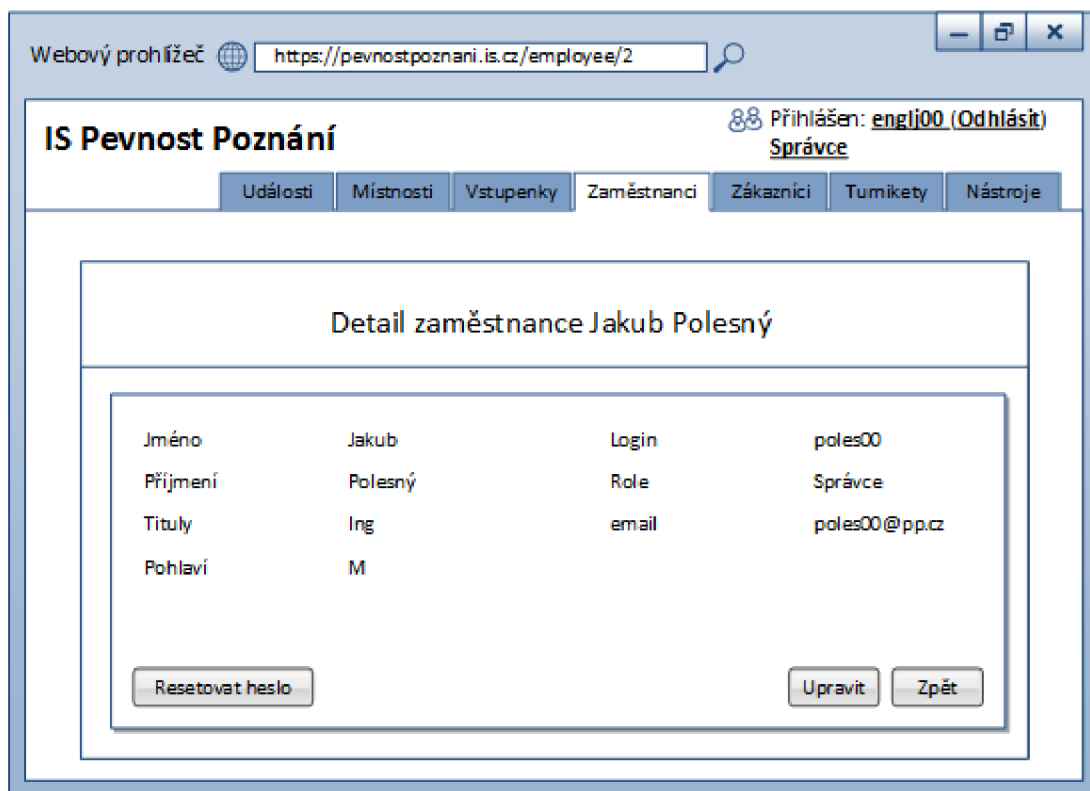 Webový prohlížeč https://pevnostpoznani.is.cz/employee/2
IS Pevnost Poznání
Přihlášen: englj00 (Odhlásit)
Správce
Události Místnosti Vstupenky Zaměstnanci Zákazníci Turnikety Nástroje
Detail zaměstnance Jakub Polesný
Jméno Jakub Login poles00
Příjmení Polesný Role Správce
Tituly Ing email poles00@pp.cz
Pohlaví M
Resetovat heslo Upravit Zpět